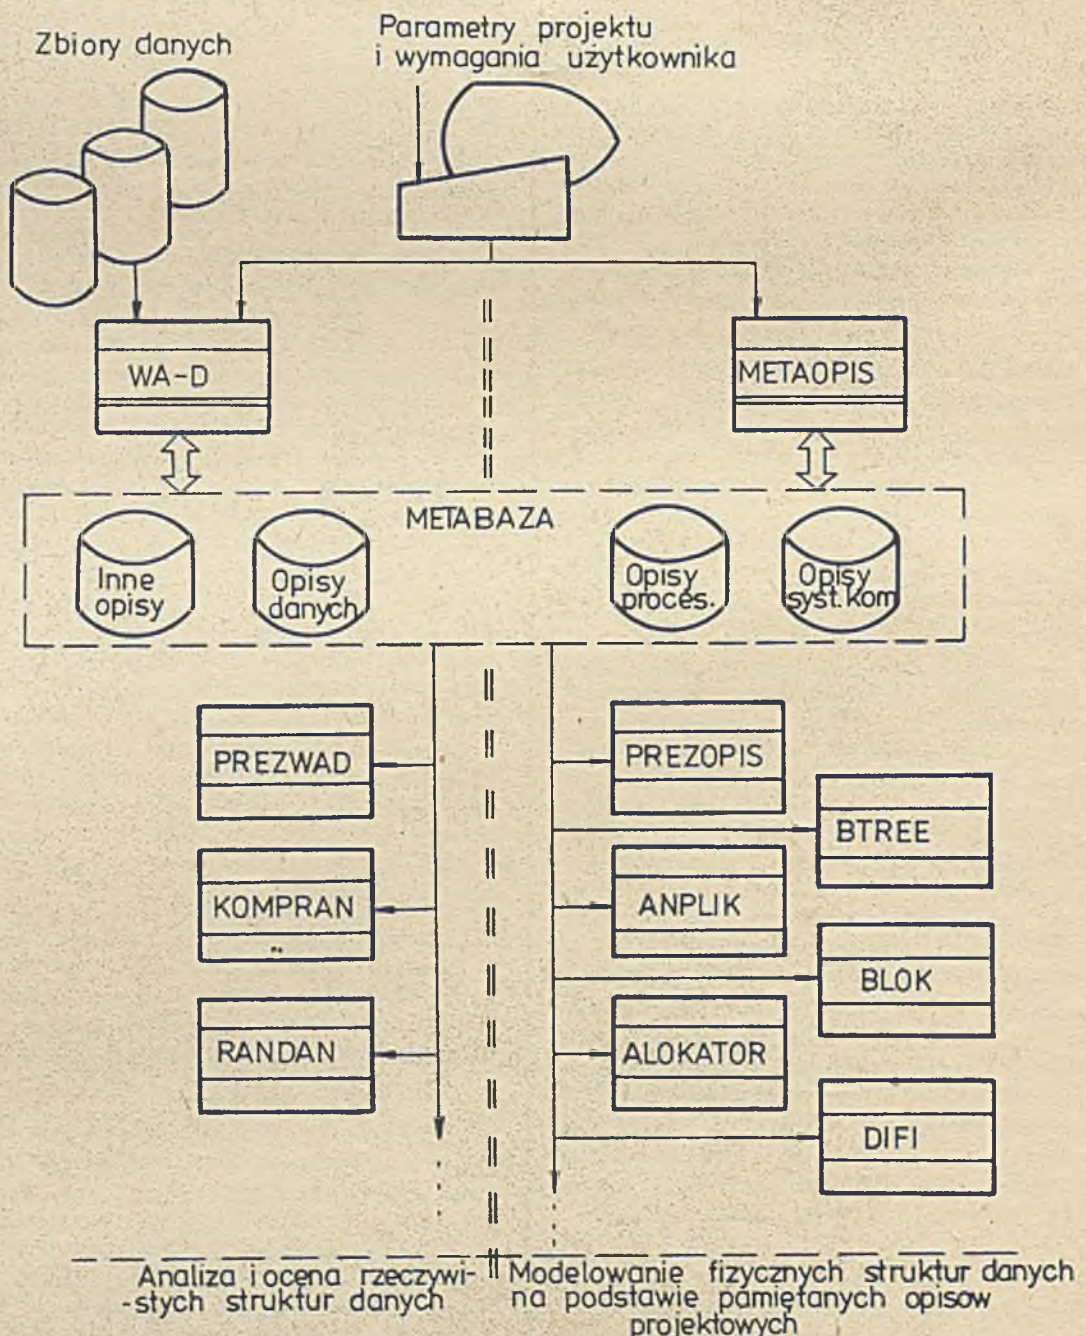 Zbiory danych
Parametry projektu
i wymagania użytkownika
WA-D
METAOPIS
METABAZA
Inne
opisy
Opisy
danych
Opisy
proces.
Opisy
syst.kom
PREZWAD
PREZOPIS
BTREE
KOMPRAN
ANPLIK
BLOK
RANDAN
ALOKATOR
DIFI
Analiza i ocena rzeczywi-
-stych struktur danych
Modelowanie fizycznych struktur danych
na podstawie pamiętanych opisow
projektowych